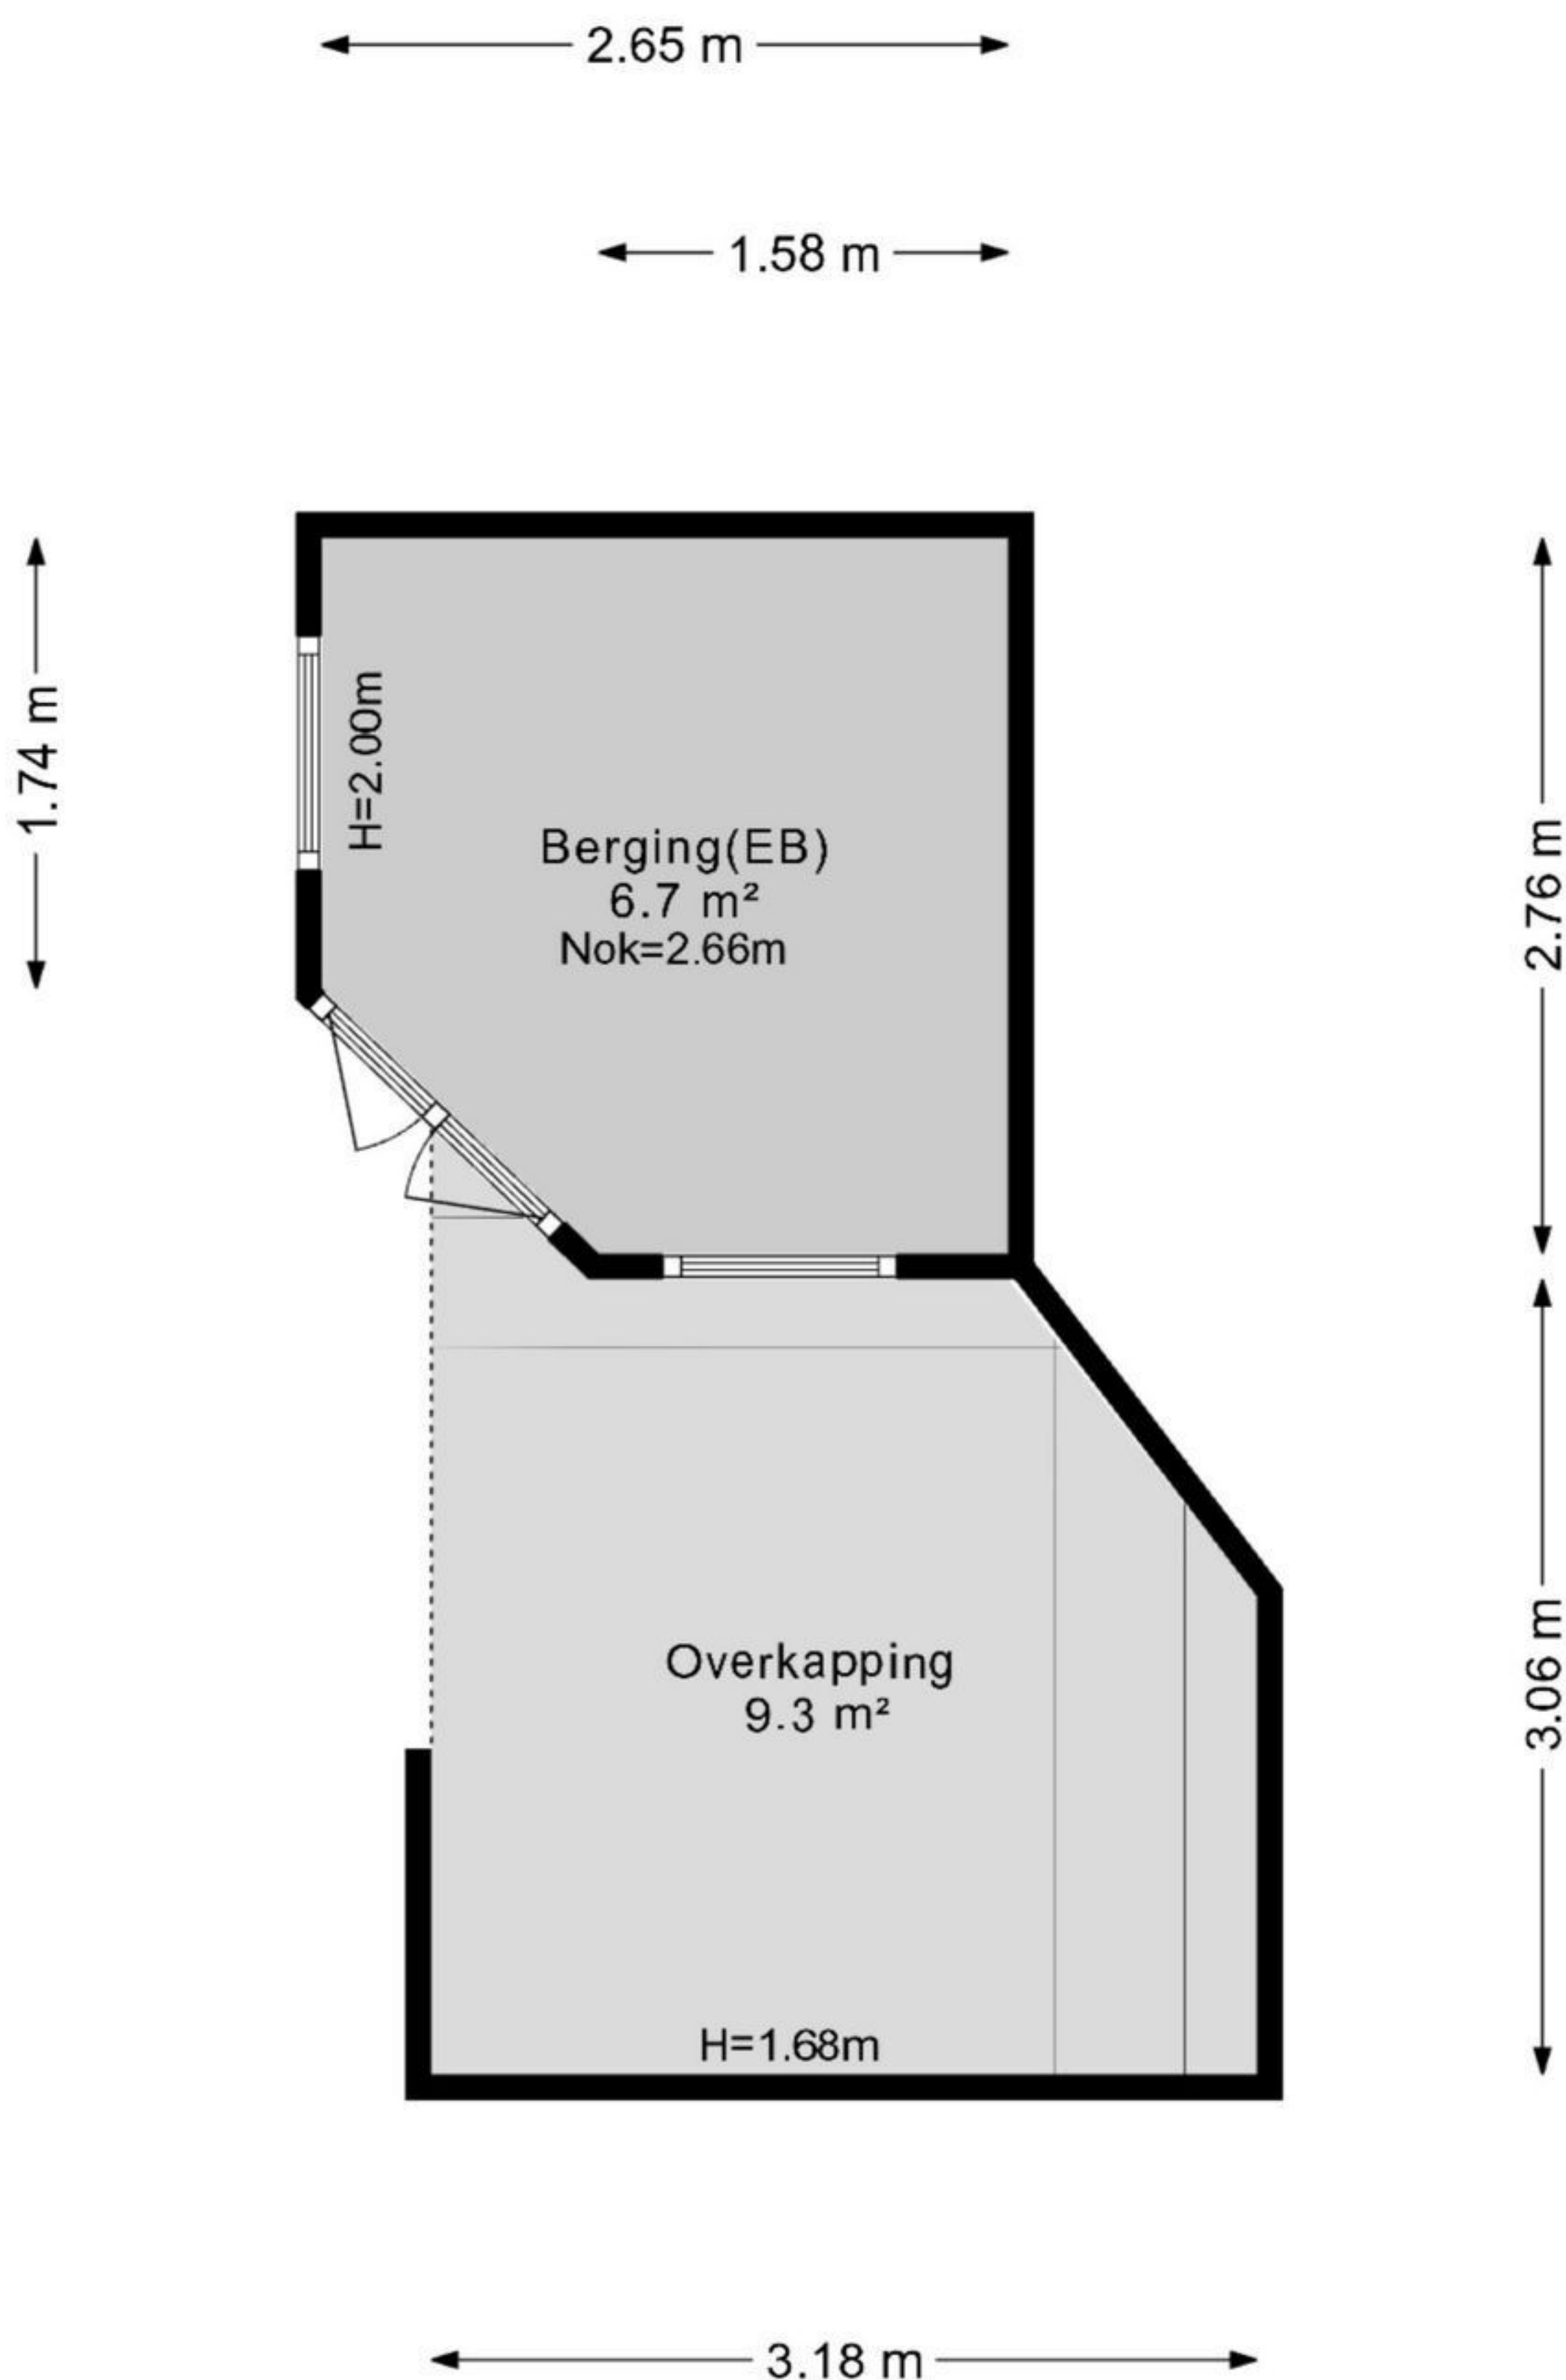 2.65 m
1.58 m
1.74 m
H=2.00m
Berging(EB)
6.7 m²
Nok=2.66m
2.76 m
Overkapping
9.3 m²
3.06 m
H=1.68m
3.18 m